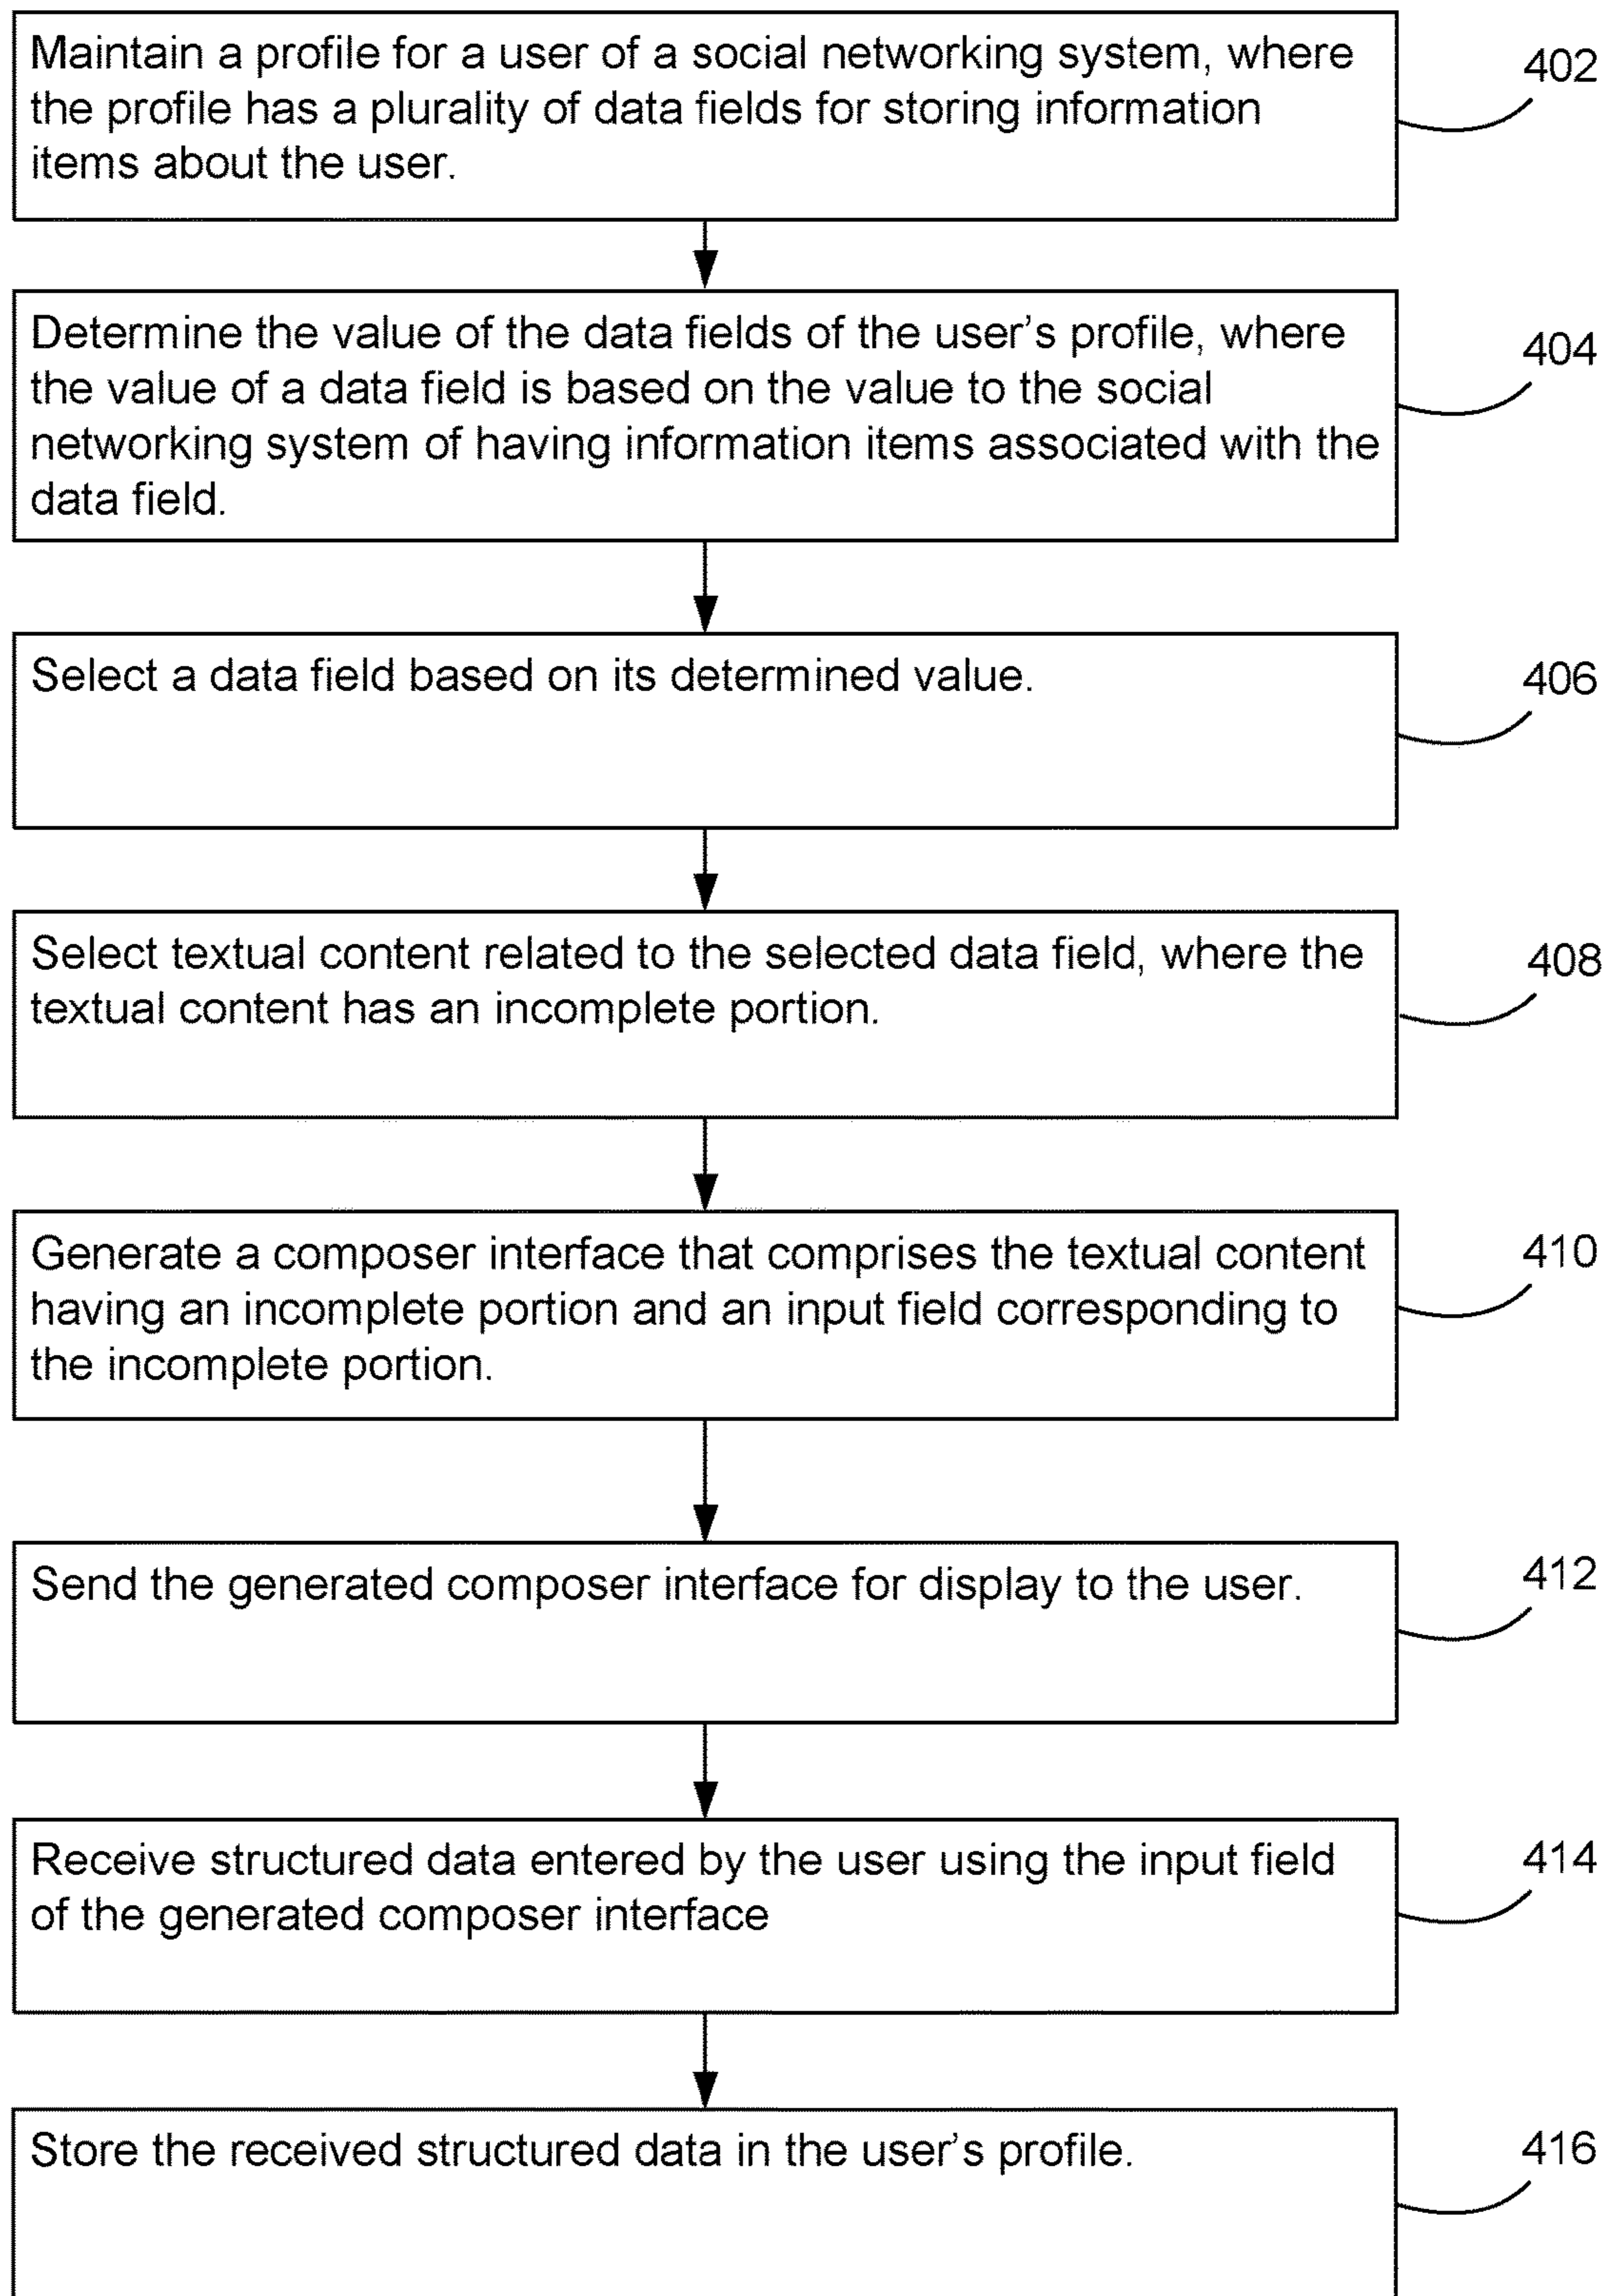 Maintain a profile for a user of a social networking system, where
the profile has a plurality of data fields for storing information
items about the user.
402
Determine the value of the data fields of the user's profile, where
the value of a data field is based on the value to the social
networking system of having information items associated with the
data field.
404
Select a data field based on its determined value.
406
Select textual content related to the selected data field, where the
textual content has an incomplete portion.
408
Generate a composer interface that comprises the textual content
having an incomplete portion and an input field corresponding to
the incomplete portion.
410
Send the generated composer interface for display to the user.
412
Receive structured data entered by the user using the input field
of the generated composer interface
414
Store the received structured data in the user's profile.
416